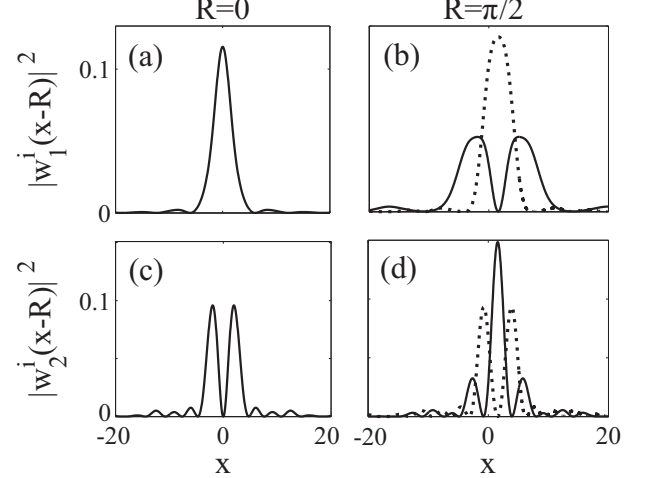 R=0 R=π/2
|w₁ⁱ(x-R)|² 0.1 (a) (b)
0
|w₂ⁱ(x-R)|² (c) (d)
0.1
0
-20 0 20 -20 0 20
x x